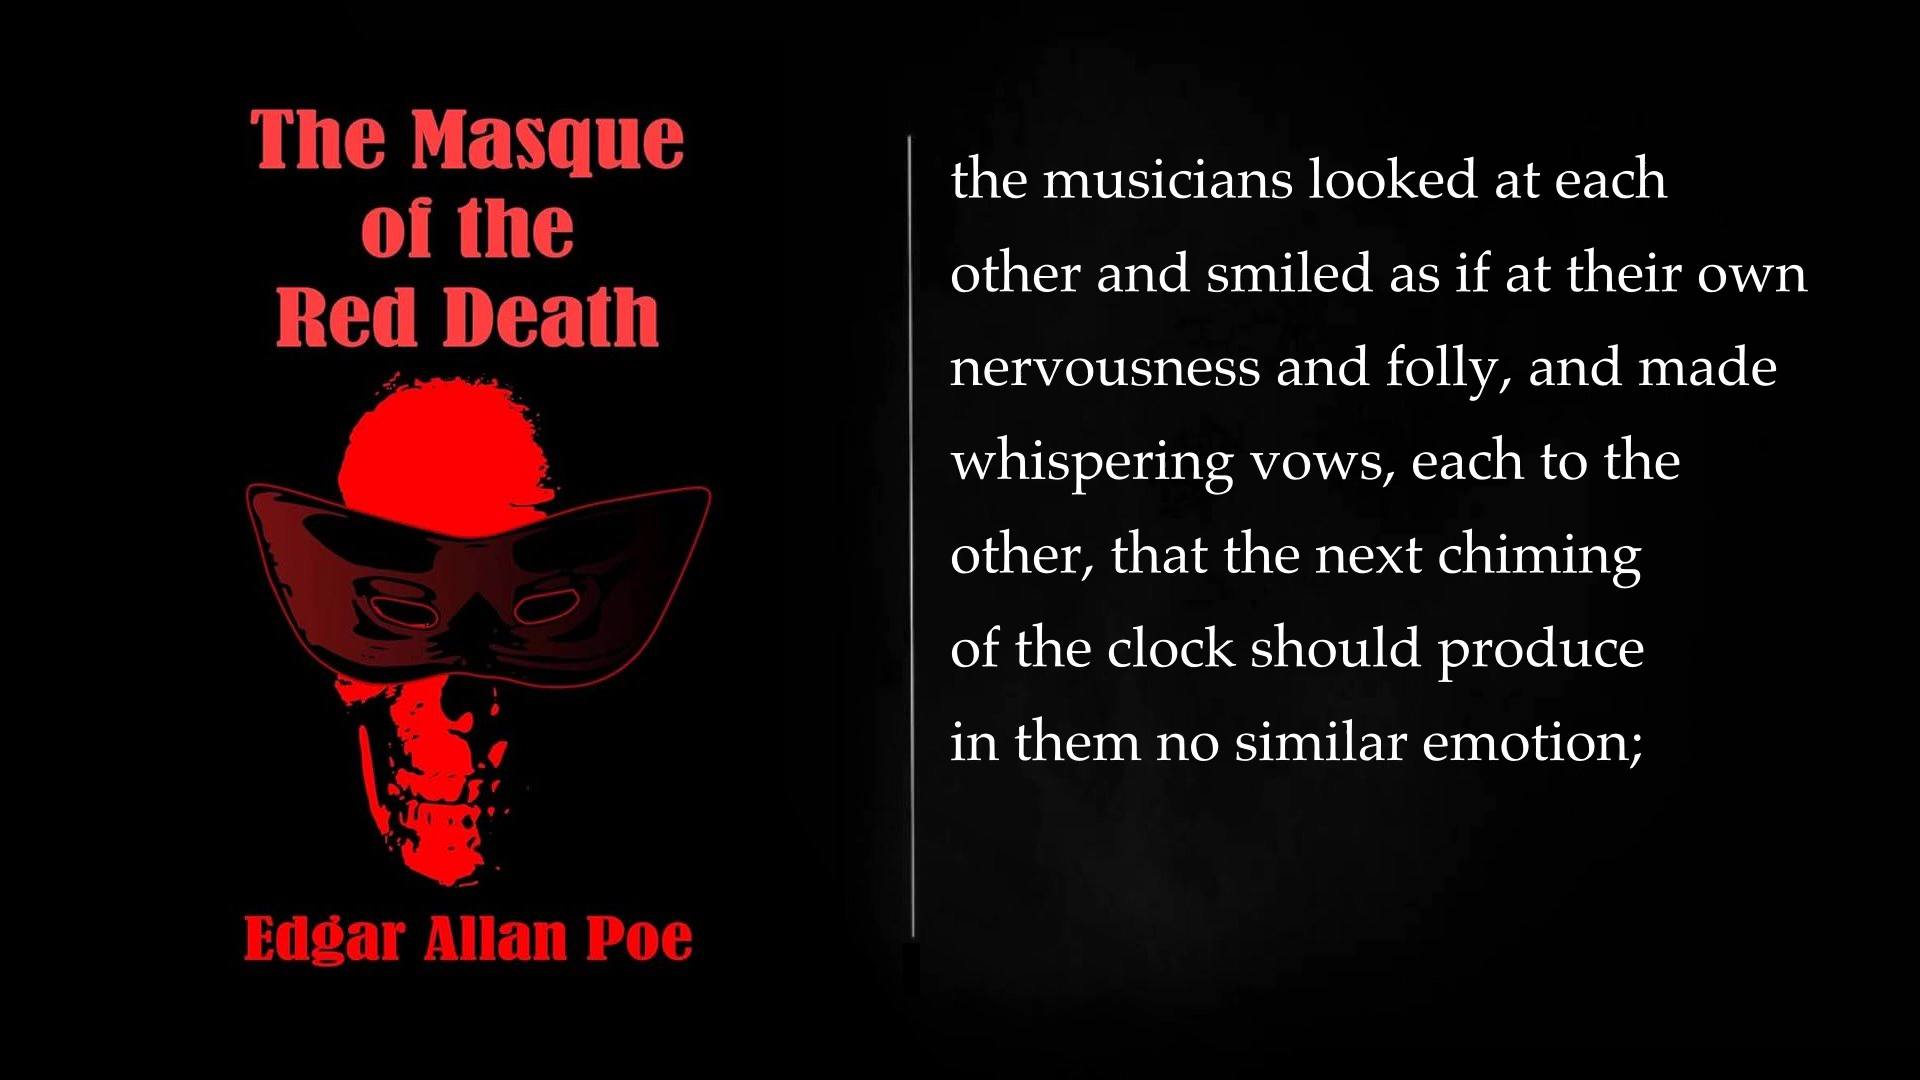 The Masque
of the
Red Death
Edgar Allan Poe
the musicians looked at each
other and smiled as if at their own
nervousness and folly, and made
whispering vows, each to the
other, that the next chiming
of the clock should produce
in them no similar emotion;